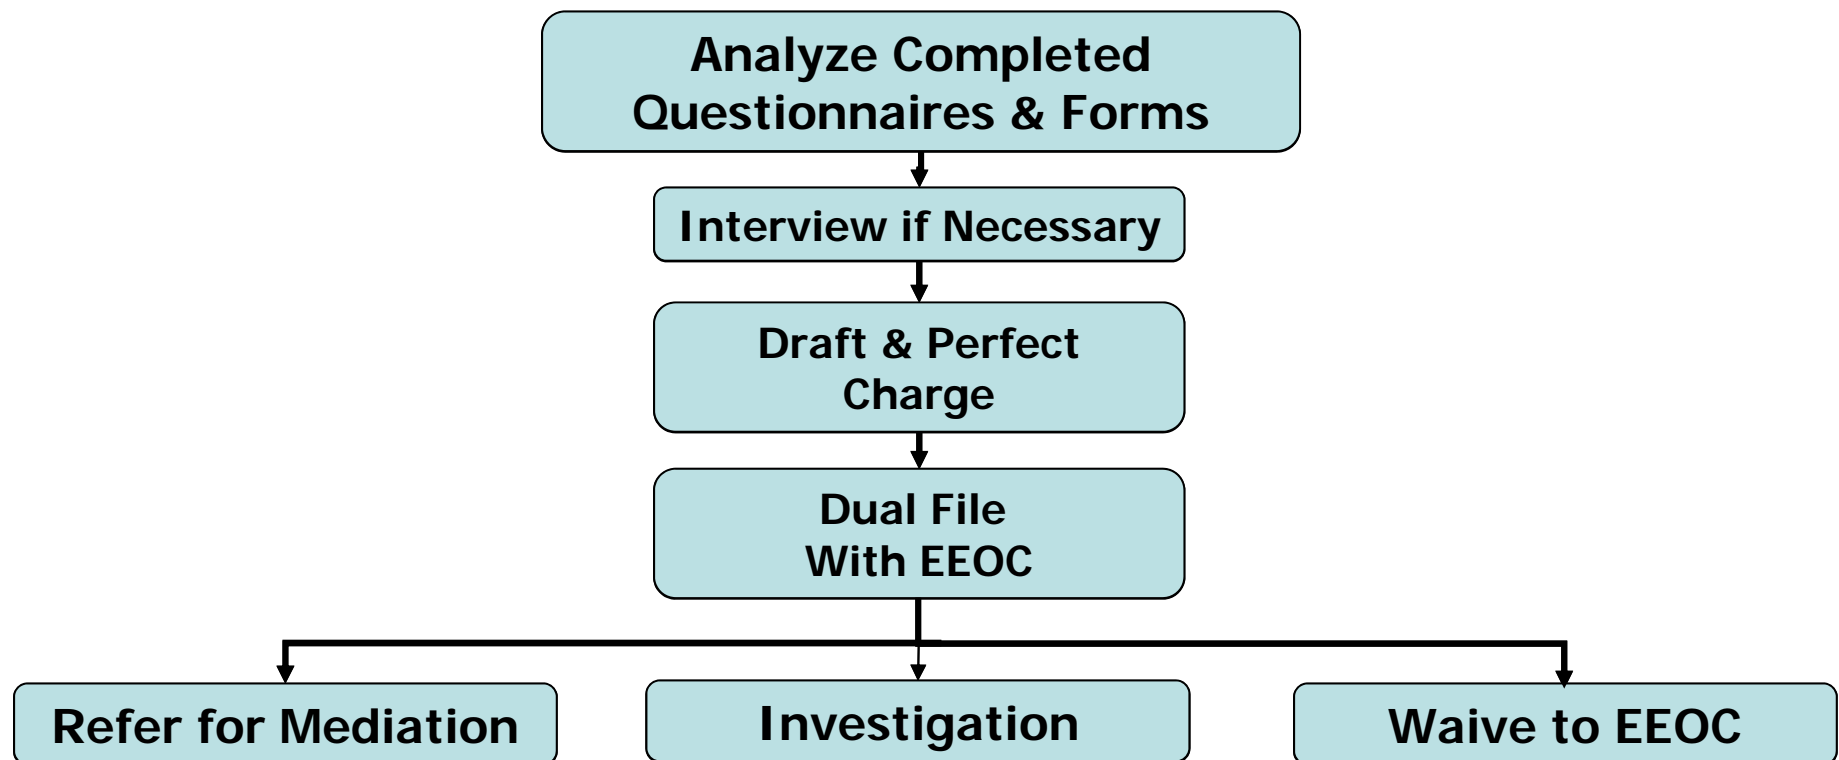 Analyze Completed
Questionnaires & Forms
Interview if Necessary
Draft & Perfect
Charge
Dual File
With EEOC
Refer for Mediation
Investigation
Waive to EEOC